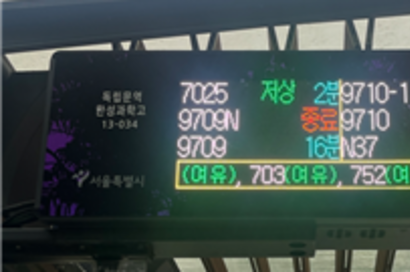 독립문역
한성과학고
13-034
서울특별시
7025 저상 2분
9709N 종료
9709 16분
9710-1
9710
N37
(여유), 703(여유), 752(여